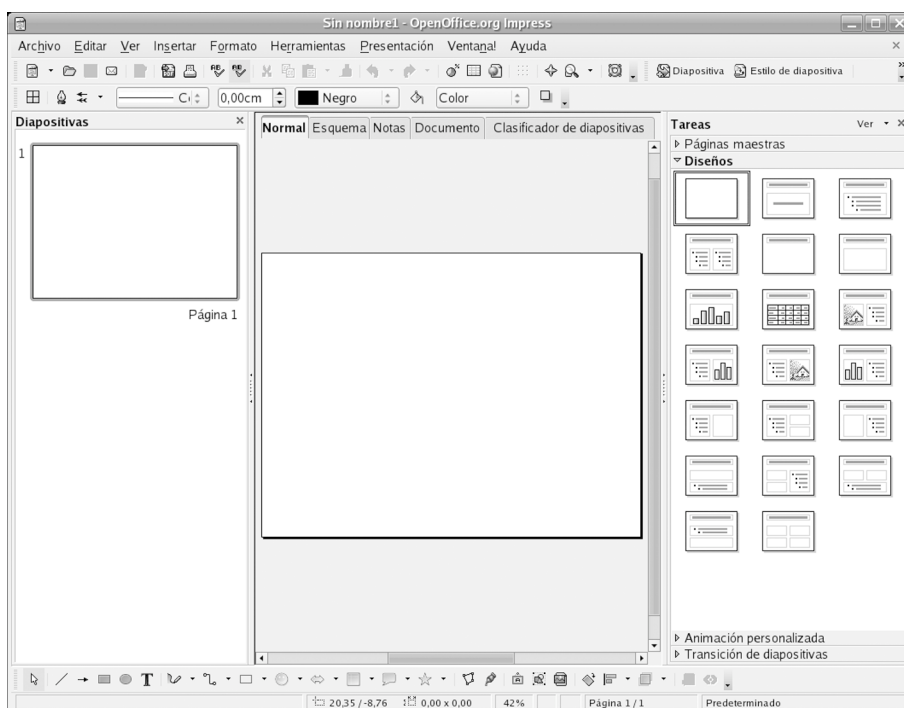 Sin nombre1 - OpenOffice.org Impress
Archivo Editar Ver Insertar Formato Herramientas Presentación Ventana! Ayuda
Diapositiva Estilo de diapositiva
0,00cm Negro Color
Diapositivas
1
Página 1
Normal Esquema Notas Documento Clasificador de diapositivas
Tareas Ver
Páginas maestras
Diseños
Animación personalizada
Transición de diapositivas
20,35 / -8,76 0,00 x 0,00 42% Página 1 / 1 Predeterminado